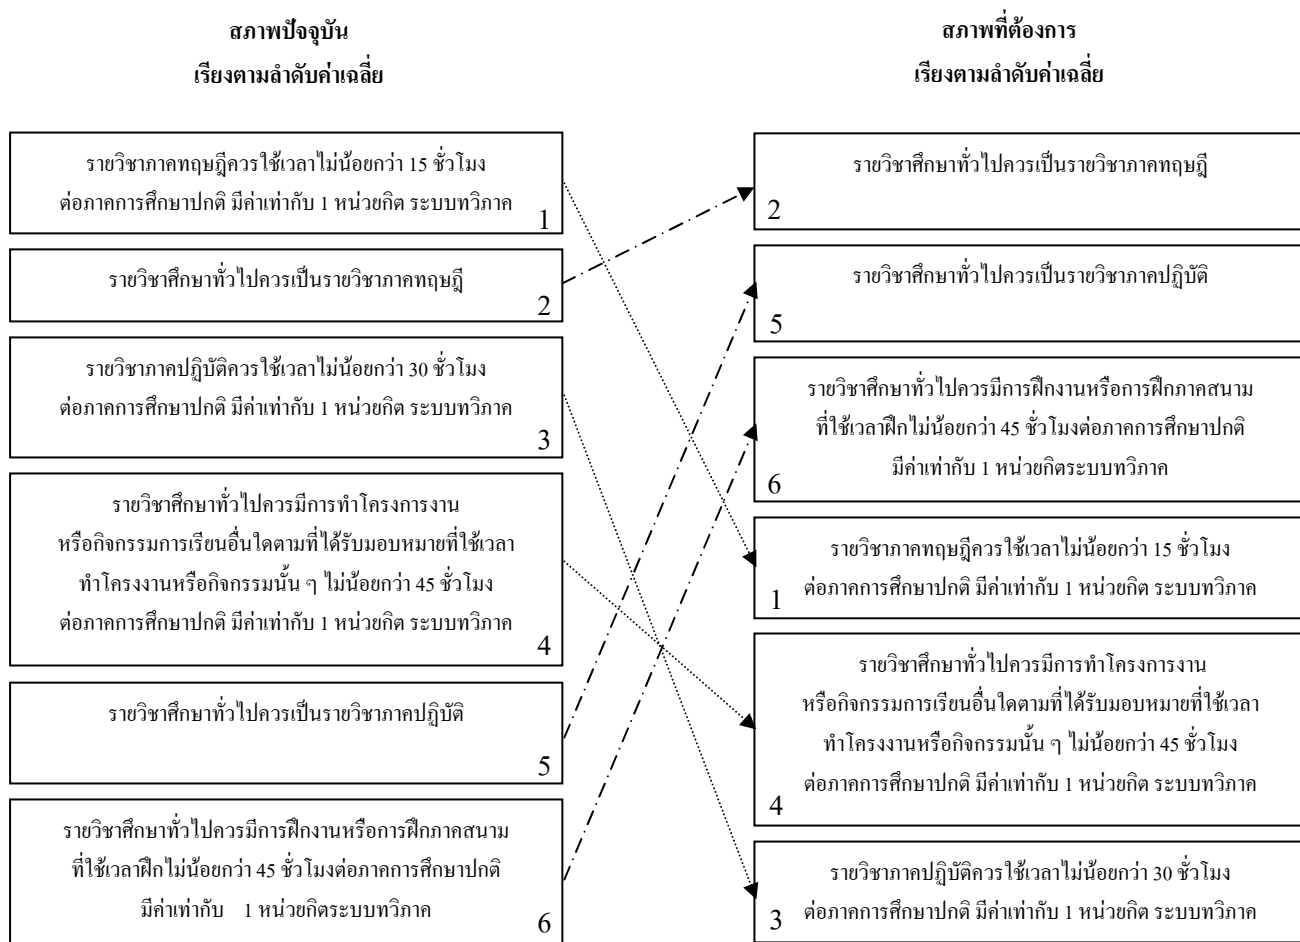 สภาพปัจจุบัน
เรียงตามลำดับค่าเฉลี่ย
รายวิชาภาคทฤษฎีควรใช้เวลาไม่น้อยกว่า 15 ชั่วโมง
ต่อภาคการศึกษาปกติ มีค่าเท่ากับ 1 หน่วยกิต ระบบทวิภาค
1
รายวิชาศึกษาทั่วไปควรเป็นรายวิชาภาคทฤษฎี
2
รายวิชาภาคปฏิบัติควรใช้เวลาไม่น้อยกว่า 30 ชั่วโมง
ต่อภาคการศึกษาปกติ มีค่าเท่ากับ 1 หน่วยกิต ระบบทวิภาค
3
รายวิชาศึกษาทั่วไปควรมีการทำโครงการงาน
หรือกิจกรรมการเรียนอื่นใดตามที่ได้รับมอบหมายที่ใช้เวลา
ทำโครงงานหรือกิจกรรมนั้น ๆ ไม่น้อยกว่า 45 ชั่วโมง
ต่อภาคการศึกษาปกติ มีค่าเท่ากับ 1 หน่วยกิต ระบบทวิภาค
4
รายวิชาศึกษาทั่วไปควรเป็นรายวิชาภาคปฏิบัติ
5
รายวิชาศึกษาทั่วไปควรมีการฝึกงานหรือการฝึกภาคสนาม
ที่ใช้เวลาฝึกไม่น้อยกว่า 45 ชั่วโมงต่อภาคการศึกษาปกติ
มีค่าเท่ากับ 1 หน่วยกิตระบบทวิภาค
6
สภาพที่ต้องการ
เรียงตามลำดับค่าเฉลี่ย
รายวิชาศึกษาทั่วไปควรเป็นรายวิชาภาคทฤษฎี
2
รายวิชาศึกษาทั่วไปควรเป็นรายวิชาภาคปฏิบัติ
5
รายวิชาศึกษาทั่วไปควรมีการฝึกงานหรือการฝึกภาคสนาม
ที่ใช้เวลาฝึกไม่น้อยกว่า 45 ชั่วโมงต่อภาคการศึกษาปกติ
มีค่าเท่ากับ 1 หน่วยกิตระบบทวิภาค
6
รายวิชาภาคทฤษฎีควรใช้เวลาไม่น้อยกว่า 15 ชั่วโมง
ต่อภาคการศึกษาปกติ มีค่าเท่ากับ 1 หน่วยกิต ระบบทวิภาค
1
รายวิชาศึกษาทั่วไปควรมีการทำโครงการงาน
หรือกิจกรรมการเรียนอื่นใดตามที่ได้รับมอบหมายที่ใช้เวลา
ทำโครงงานหรือกิจกรรมนั้น ๆ ไม่น้อยกว่า 45 ชั่วโมง
ต่อภาคการศึกษาปกติ มีค่าเท่ากับ 1 หน่วยกิต ระบบทวิภาค
4
รายวิชาภาคปฏิบัติควรใช้เวลาไม่น้อยกว่า 30 ชั่วโมง
ต่อภาคการศึกษาปกติ มีค่าเท่ากับ 1 หน่วยกิต ระบบทวิภาค
3